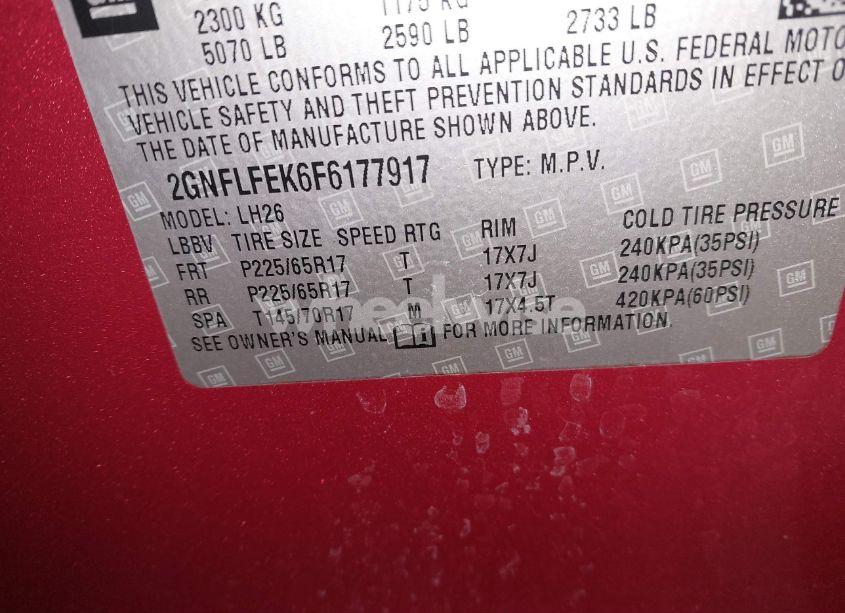 GM
2300 KG
5070 LB 2590 LB 2733 LB
THIS VEHICLE CONFORMS TO ALL APPLICABLE U.S. FEDERAL MOTO
VEHICLE SAFETY AND THEFT PREVENTION STANDARDS IN EFFECT O
THE DATE OF MANUFACTURE SHOWN ABOVE.
2GNFLFEK6F6177917 TYPE: M.P.V.
MODEL: LH26
LBBV TIRE SIZE SPEED RTG RIM COLD TIRE PRESSURE
FRT P225/65R17 T 17X7J 240KPA(35PSI)
RR P225/65R17 T 17X7J 240KPA(35PSI)
SPA T145/70R17 M 17X4.5T 420KPA(60PSI)
SEE OWNER'S MANUAL FOR MORE INFORMATION.